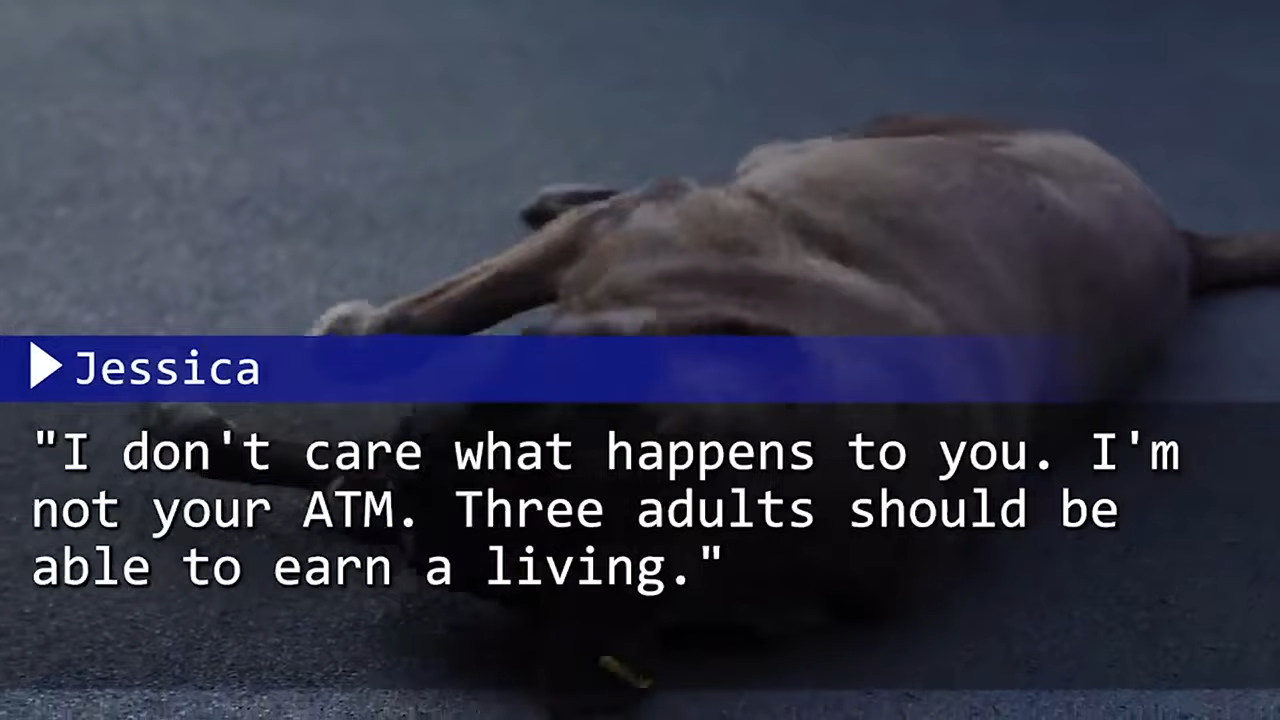 Jessica
"I don't care what happens to you. I'm
not your ATM. Three adults should be
able to earn a living."